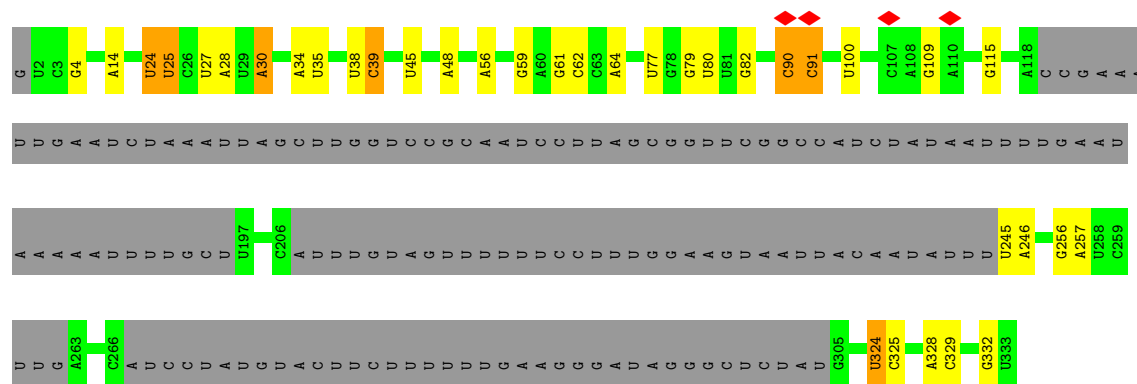 G U2 C3 G4 A14 U24 U25 C26 U27 A28 U29 A30 A34 U35 U38 C39 U45 A48 A56 G59 A60 G61 C62 C63 A64 U77 G78 G79 U80 U81 G82 C90 C91 U100 C107 A108 G109 A110 G115 A118 C C G A A A
U U G A A U C U A A A U U A G C U U G G U C C G C A A U C C U U A G C G G U U C G G C C A U C U A U A A U U U U G A A U
A A A A A U U U U G C U U197 C206 A U U U G U A G U U U U U U C C U U U G G A A G U A A U U A C A A U A U U U U245 A246 G256 A257 U258 C259
U U G A263 C266 A U C C U A U G U A C U U C U U U U U U G A A G G G A U A G G G C U C U A U G305 U324 C325 A328 C329 G332 U333